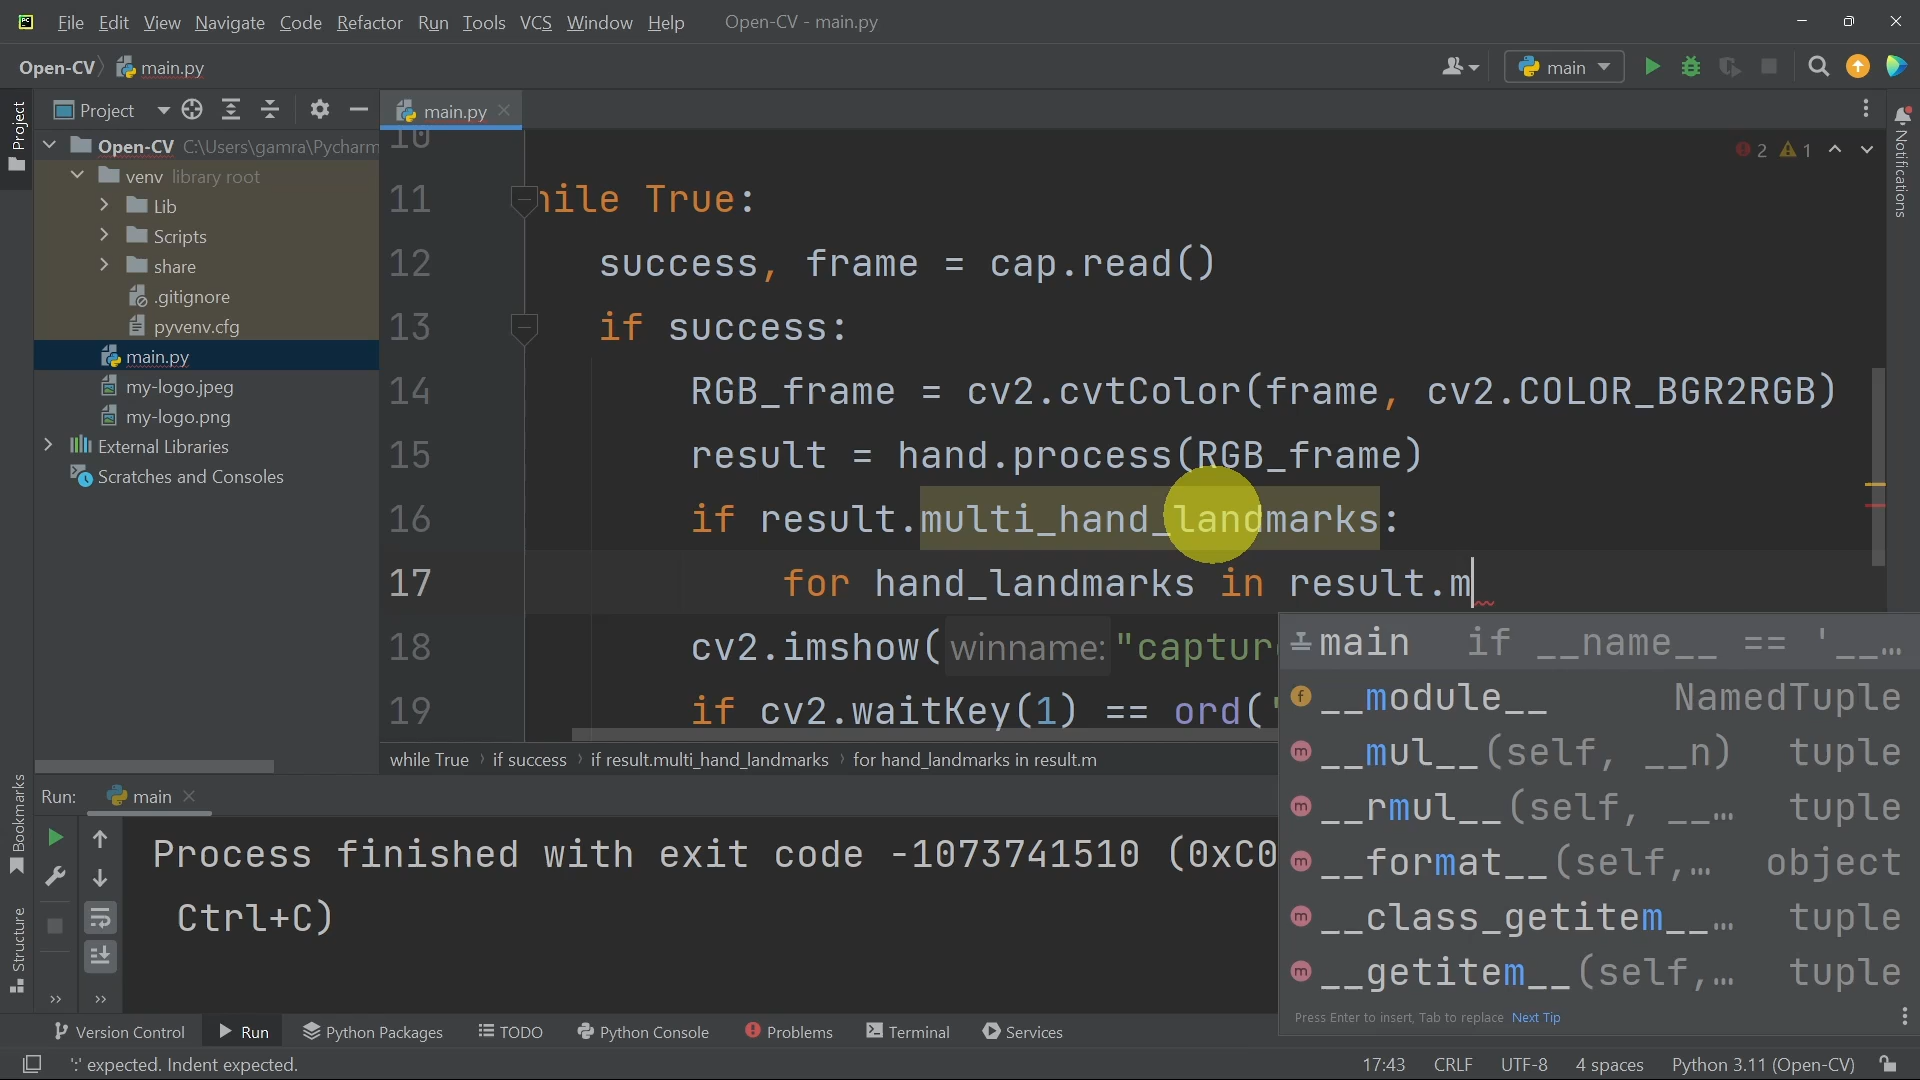 File Edit View Navigate Code Refactor Run Tools VCS Window Help Open-CV - main.py
Open-CV main.py main
Project Project main.py
Open-CV C:\Users\gamra\Pycharm
venv library root
Lib
Scripts
share
.gitignore
pyvenv.cfg
main.py
my-logo.jpeg
my-logo.png
External Libraries
Scratches and Consoles
10
2 1
11 hile True:
12 success, frame = cap.read()
13 if success:
14 RGB_frame = cv2.cvtColor(frame, cv2.COLOR_BGR2RGB)
15 result = hand.process(RGB_frame)
16 if result.multi_hand_landmarks:
17 for hand_landmarks in result.m
18 cv2.imshow( winname: "captur
19 if cv2.waitKey(1) == ord('
main if __name__ == '__…
__module__ NamedTuple
__mul__(self, __n) tuple
__rmul__(self, __… tuple
__format__(self,… object
__class_getitem__… tuple
__getitem__(self,… tuple
Press Enter to insert, Tab to replace Next Tip
while True if success if result.multi_hand_landmarks for hand_landmarks in result.m
Run: main
Process finished with exit code -1073741510 (0xC0
Ctrl+C)
Notifications
Bookmarks
Structure
Version Control Run Python Packages TODO Python Console Problems Terminal Services
':' expected. Indent expected. 17:43 CRLF UTF-8 4 spaces Python 3.11 (Open-CV)